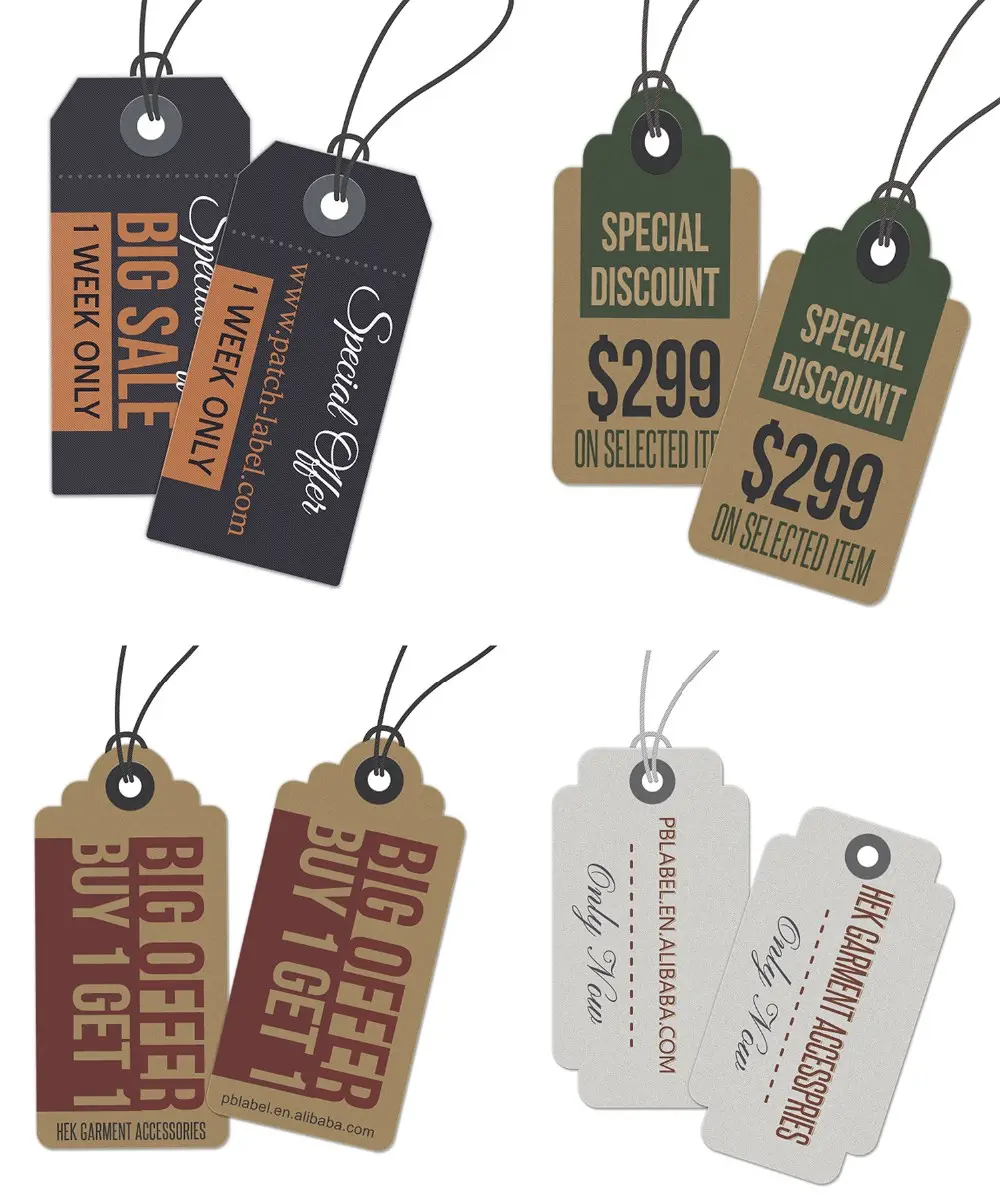 Special
BIG SALE
1 WEEK ONLY
Special Offer
www.patch-label.com
1 WEEK ONLY
SPECIAL
DISCOUNT
$299
ON SELECTED ITE
SPECIAL
DISCOUNT
$299
ON SELECTED ITEM
BIG OFFER
BUY 1 GET 1
HEK GARMENT ACCESSORIES
BIG OFFER
BUY 1 GET 1
pblabel.en.alibaba.com
PBLABEL.EN.ALIBABA.COM
Only Now
HEK GARMENT ACCESSPRIES
Only Now